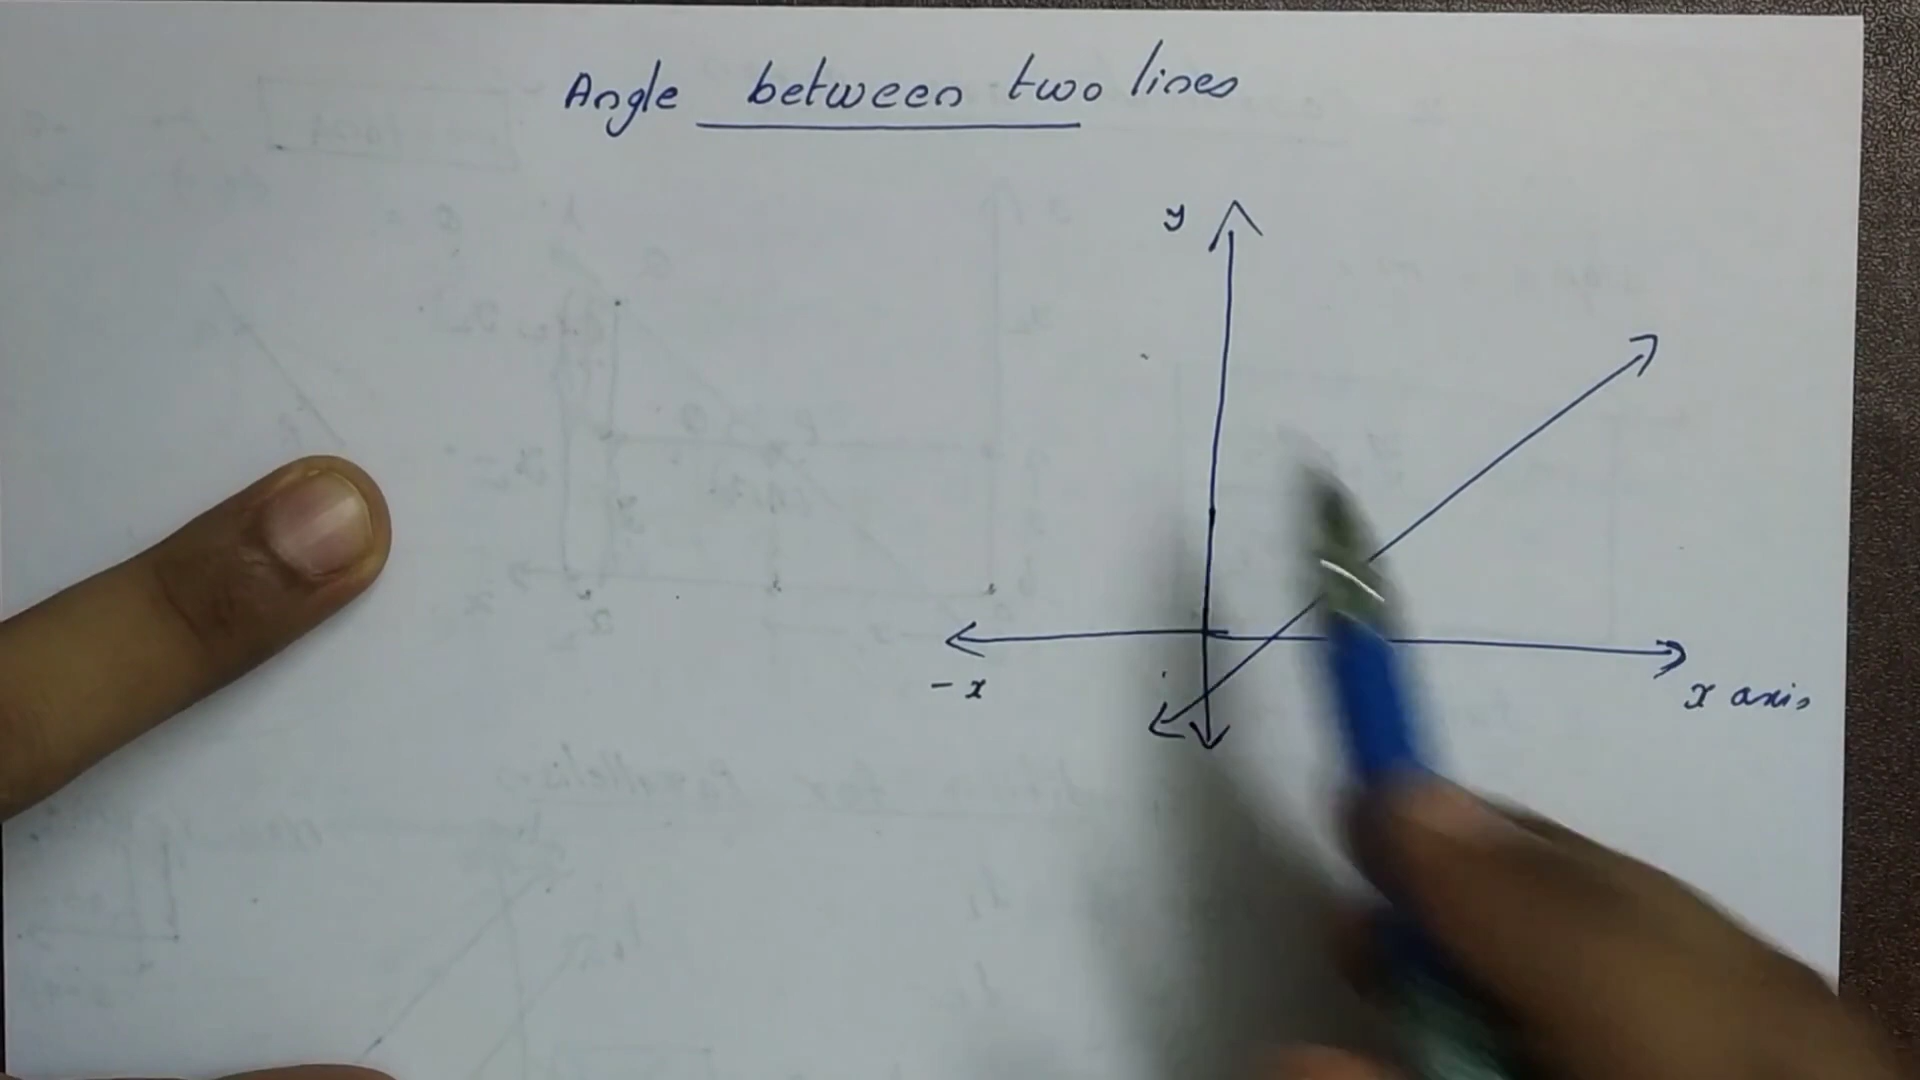 Angle between two lines
y
- x
x axis